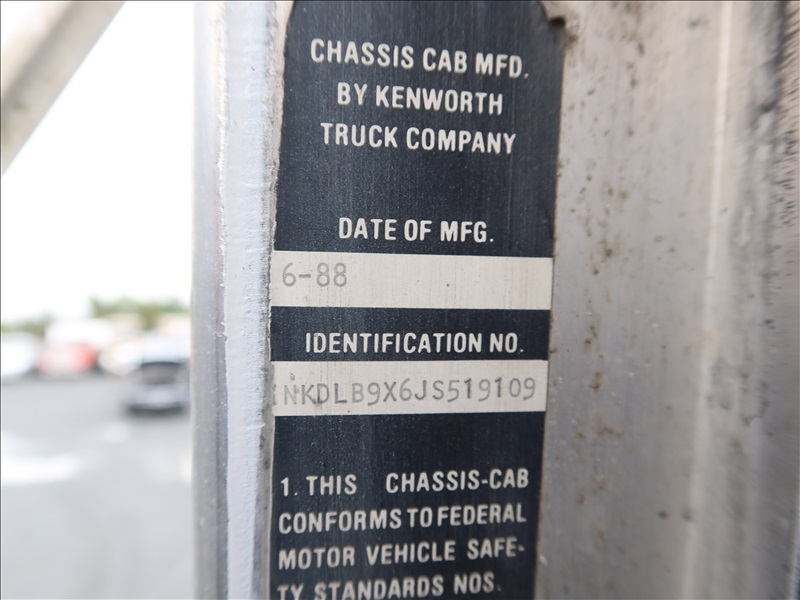 CHASSIS CAB MFD.
BY KENWORTH
TRUCK COMPANY
DATE OF MFG.
6-88
IDENTIFICATION NO.
1NKDLB9X6JS519109
1. THIS CHASSIS-CAB
CONFORMS TO FEDERAL
MOTOR VEHICLE SAFE-
TY STANDARDS NOS.